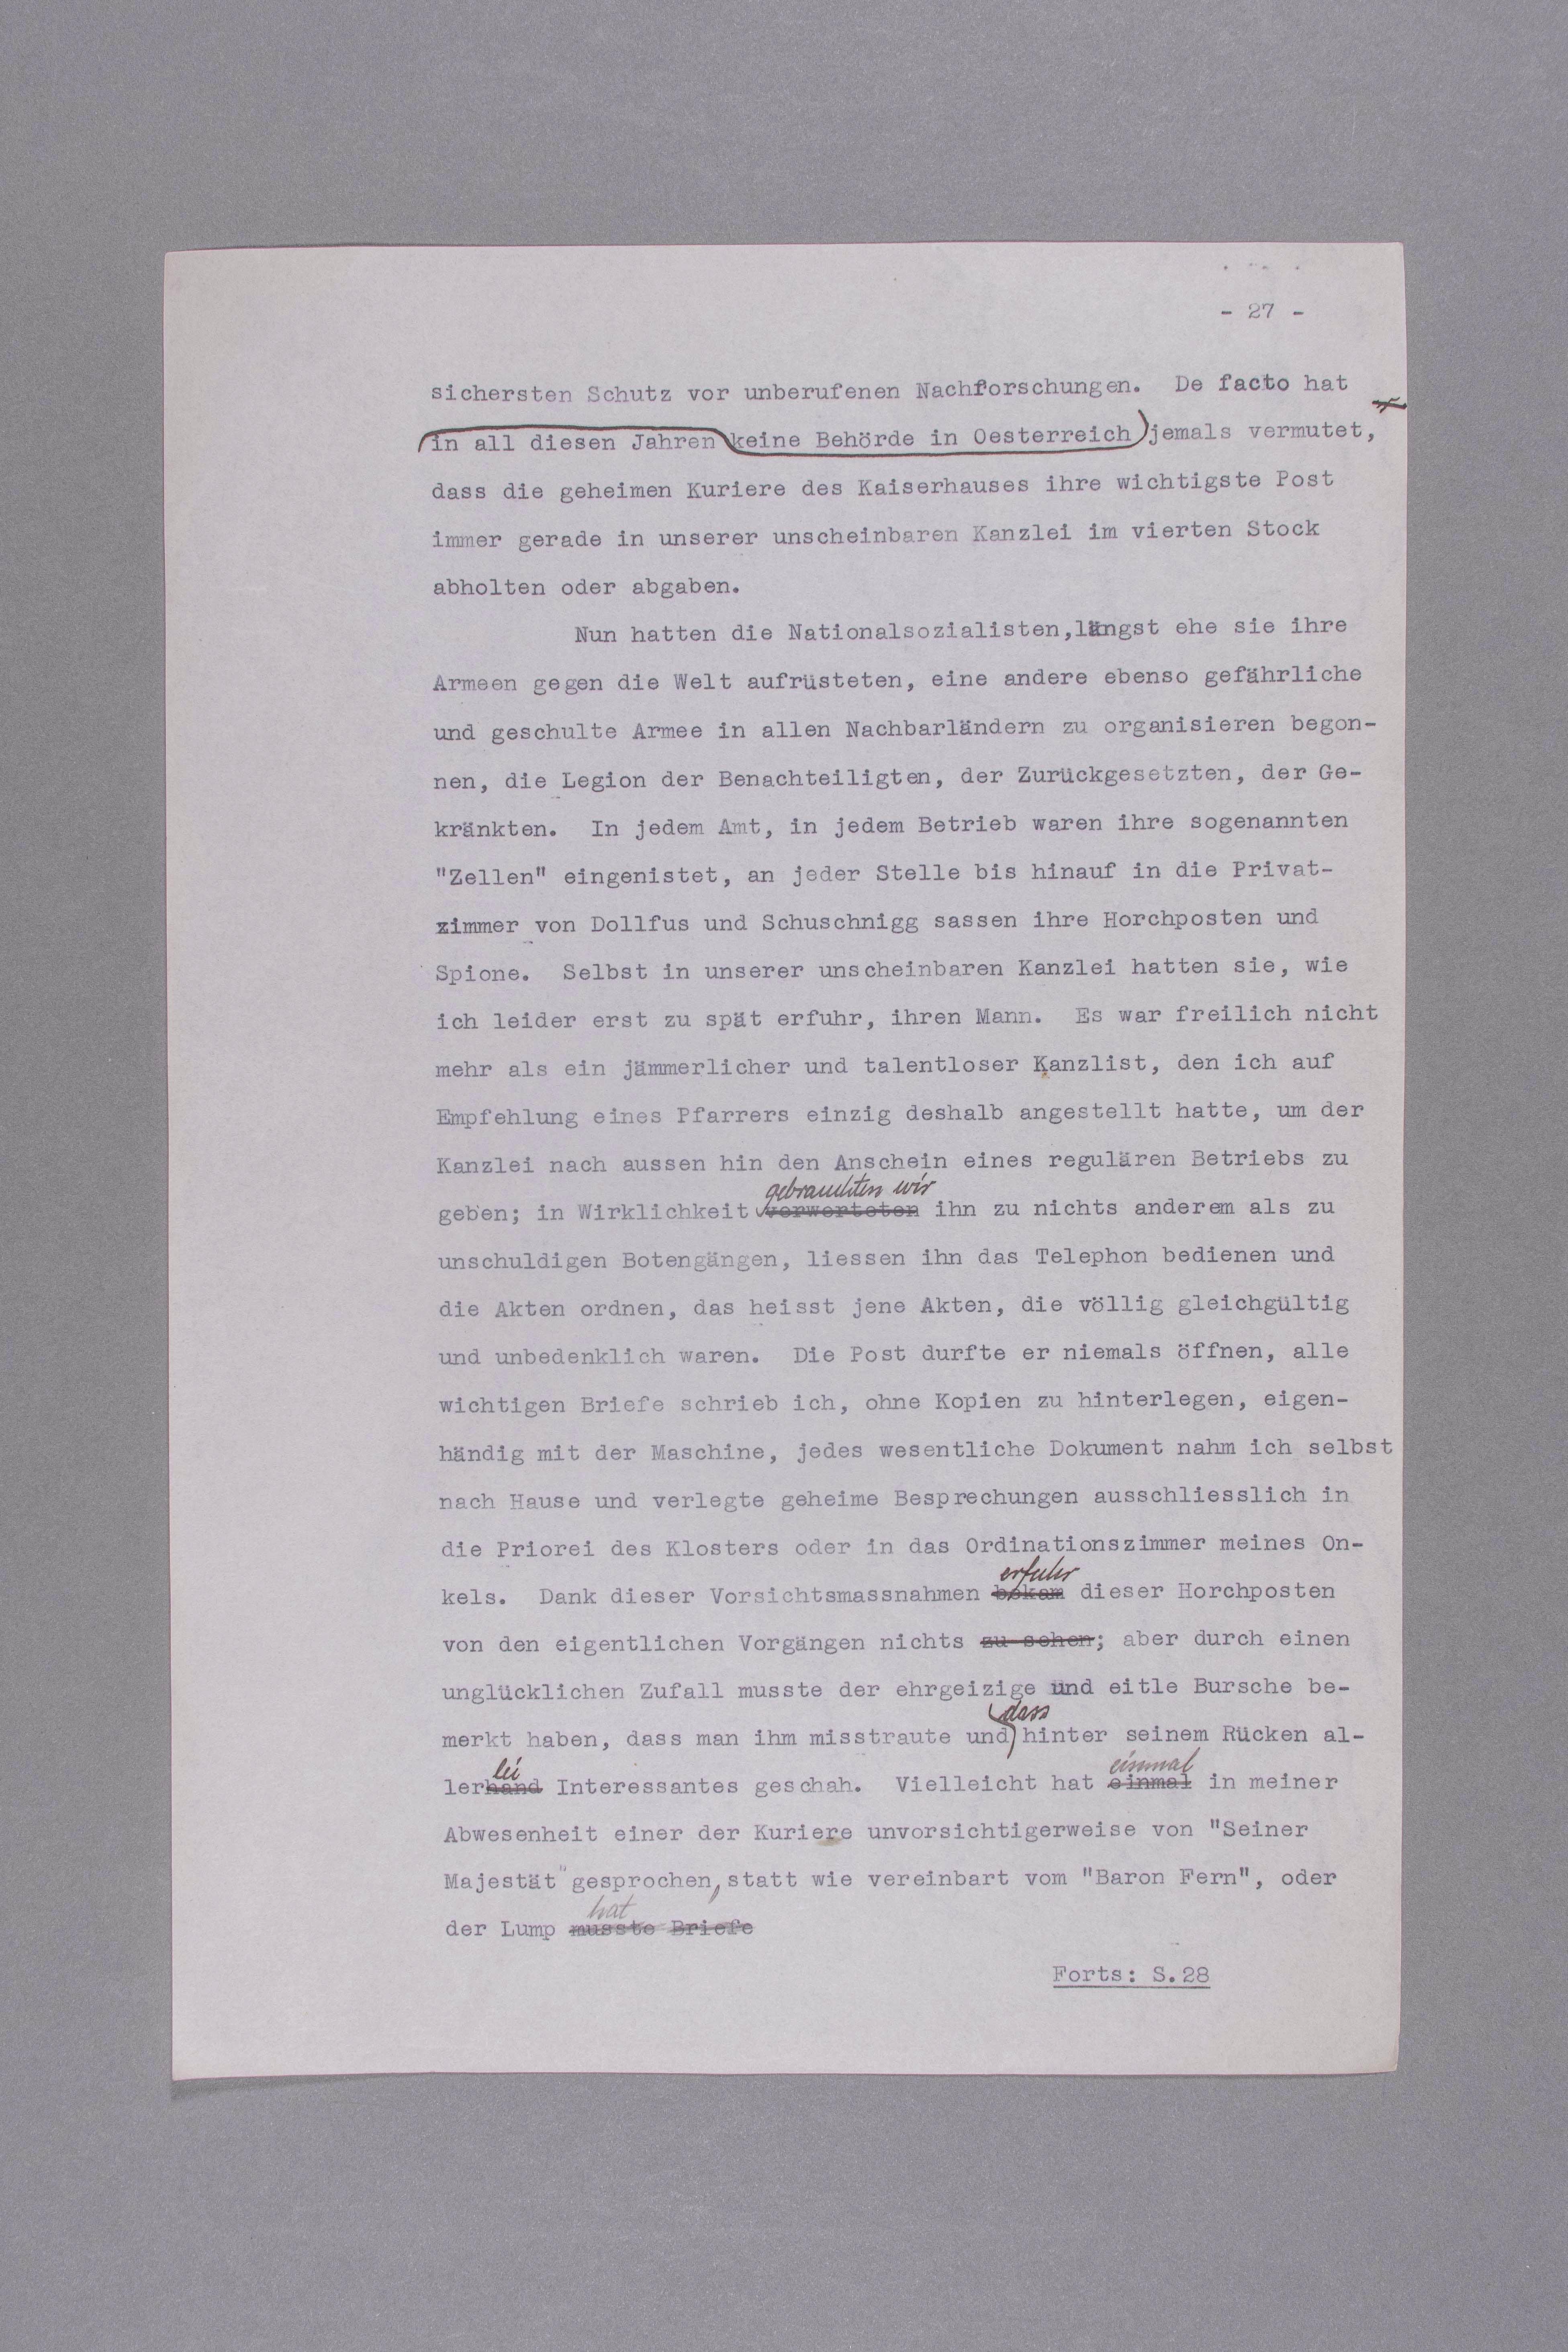 - 27 -
sichersten Schutz vor unberufenen Nachforschungen. De facto hat
in all diesen Jahren keine Behörde in Oesterreich jemals vermutet,
dass die geheimen Kuriere des Kaiserhauses ihre wichtigste Post
immer gerade in unserer unscheinbaren Kanzlei im vierten Stock
abholten oder abgaben.
Nun hatten die Nationalsozialisten,längst ehe sie ihre
Armeen gegen die Welt aufrüsteten, eine andere ebenso gefährliche
und geschulte Armee in allen Nachbarländern zu organisieren begon-
nen, die Legion der Benachteiligten, der Zurückgesetzten, der Ge-
kränkten. In jedem Amt, in jedem Betrieb waren ihre sogenannten
"Zellen" eingenistet, an jeder Stelle bis hinauf in die Privat-
zimmer von Dollfus und Schuschnigg sassen ihre Horchposten und
Spione. Selbst in unserer unscheinbaren Kanzlei hatten sie, wie
ich leider erst zu spät erfuhr, ihren Mann. Es war freilich nicht
mehr als ein jämmerlicher und talentloser Kanzlist, den ich auf
Empfehlung eines Pfarrers einzig deshalb angestellt hatte, um der
Kanzlei nach aussen hin den Anschein eines regulären Betriebs zu
gebrauchten wir
geben; in Wirklichkeit verwerteten ihn zu nichts anderem als zu
unschuldigen Botengängen, liessen ihn das Telephon bedienen und
die Akten ordnen, das heisst jene Akten, die völlig gleichgültig
und unbedenklich waren. Die Post durfte er niemals öffnen, alle
wichtigen Briefe schrieb ich, ohne Kopien zu hinterlegen, eigen-
händig mit der Maschine, jedes wesentliche Dokument nahm ich selbst
nach Hause und verlegte geheime Besprechungen ausschliesslich in
die Priorei des Klosters oder in das Ordinationszimmer meines On-
erfuhr
kels. Dank dieser Vorsichtsmassnahmen bekam dieser Horchposten
von den eigentlichen Vorgängen nichts zu sehen; aber durch einen
unglücklichen Zufall musste der ehrgeizige und eitle Bursche be-
dass
merkt haben, dass man ihm misstraute und hinter seinem Rücken al-
lei einmal
lerhand Interessantes geschah. Vielleicht hat einmal in meiner
Abwesenheit einer der Kuriere unvorsichtigerweise von "Seiner
Majestät" gesprochen, statt wie vereinbart vom "Baron Fern", oder
hat
der Lump musste Briefe
Forts: S.28